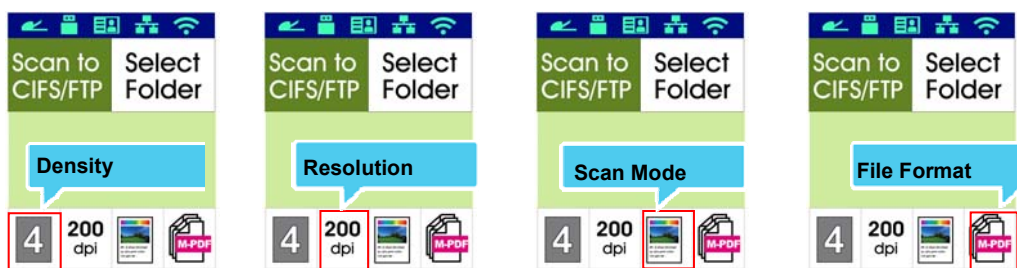 Scan to
CIFS/FTP
Select
Folder
Density
4
200
dpi
M-PDF
Scan to
CIFS/FTP
Select
Folder
Resolution
4
200
dpi
M-PDF
Scan to
CIFS/FTP
Select
Folder
Scan Mode
4
200
dpi
M-PDF
Scan to
CIFS/FTP
Select
Folder
File Format
4
200
dpi
M-PDF